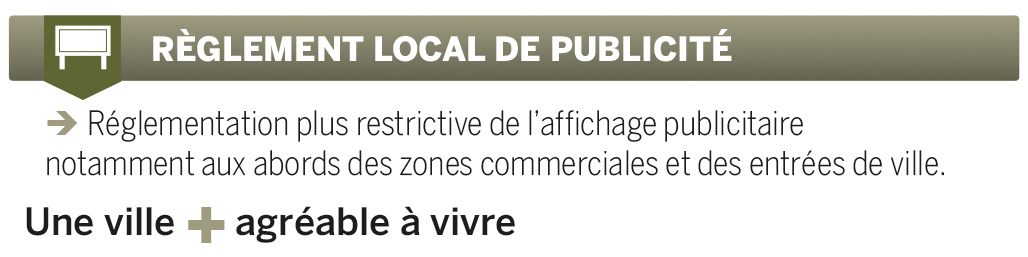 RÈGLEMENT LOCAL DE PUBLICITÉ
➔ Réglementation plus restrictive de l’affichage publicitaire
notamment aux abords des zones commerciales et des entrées de ville.
Une ville + agréable à vivre